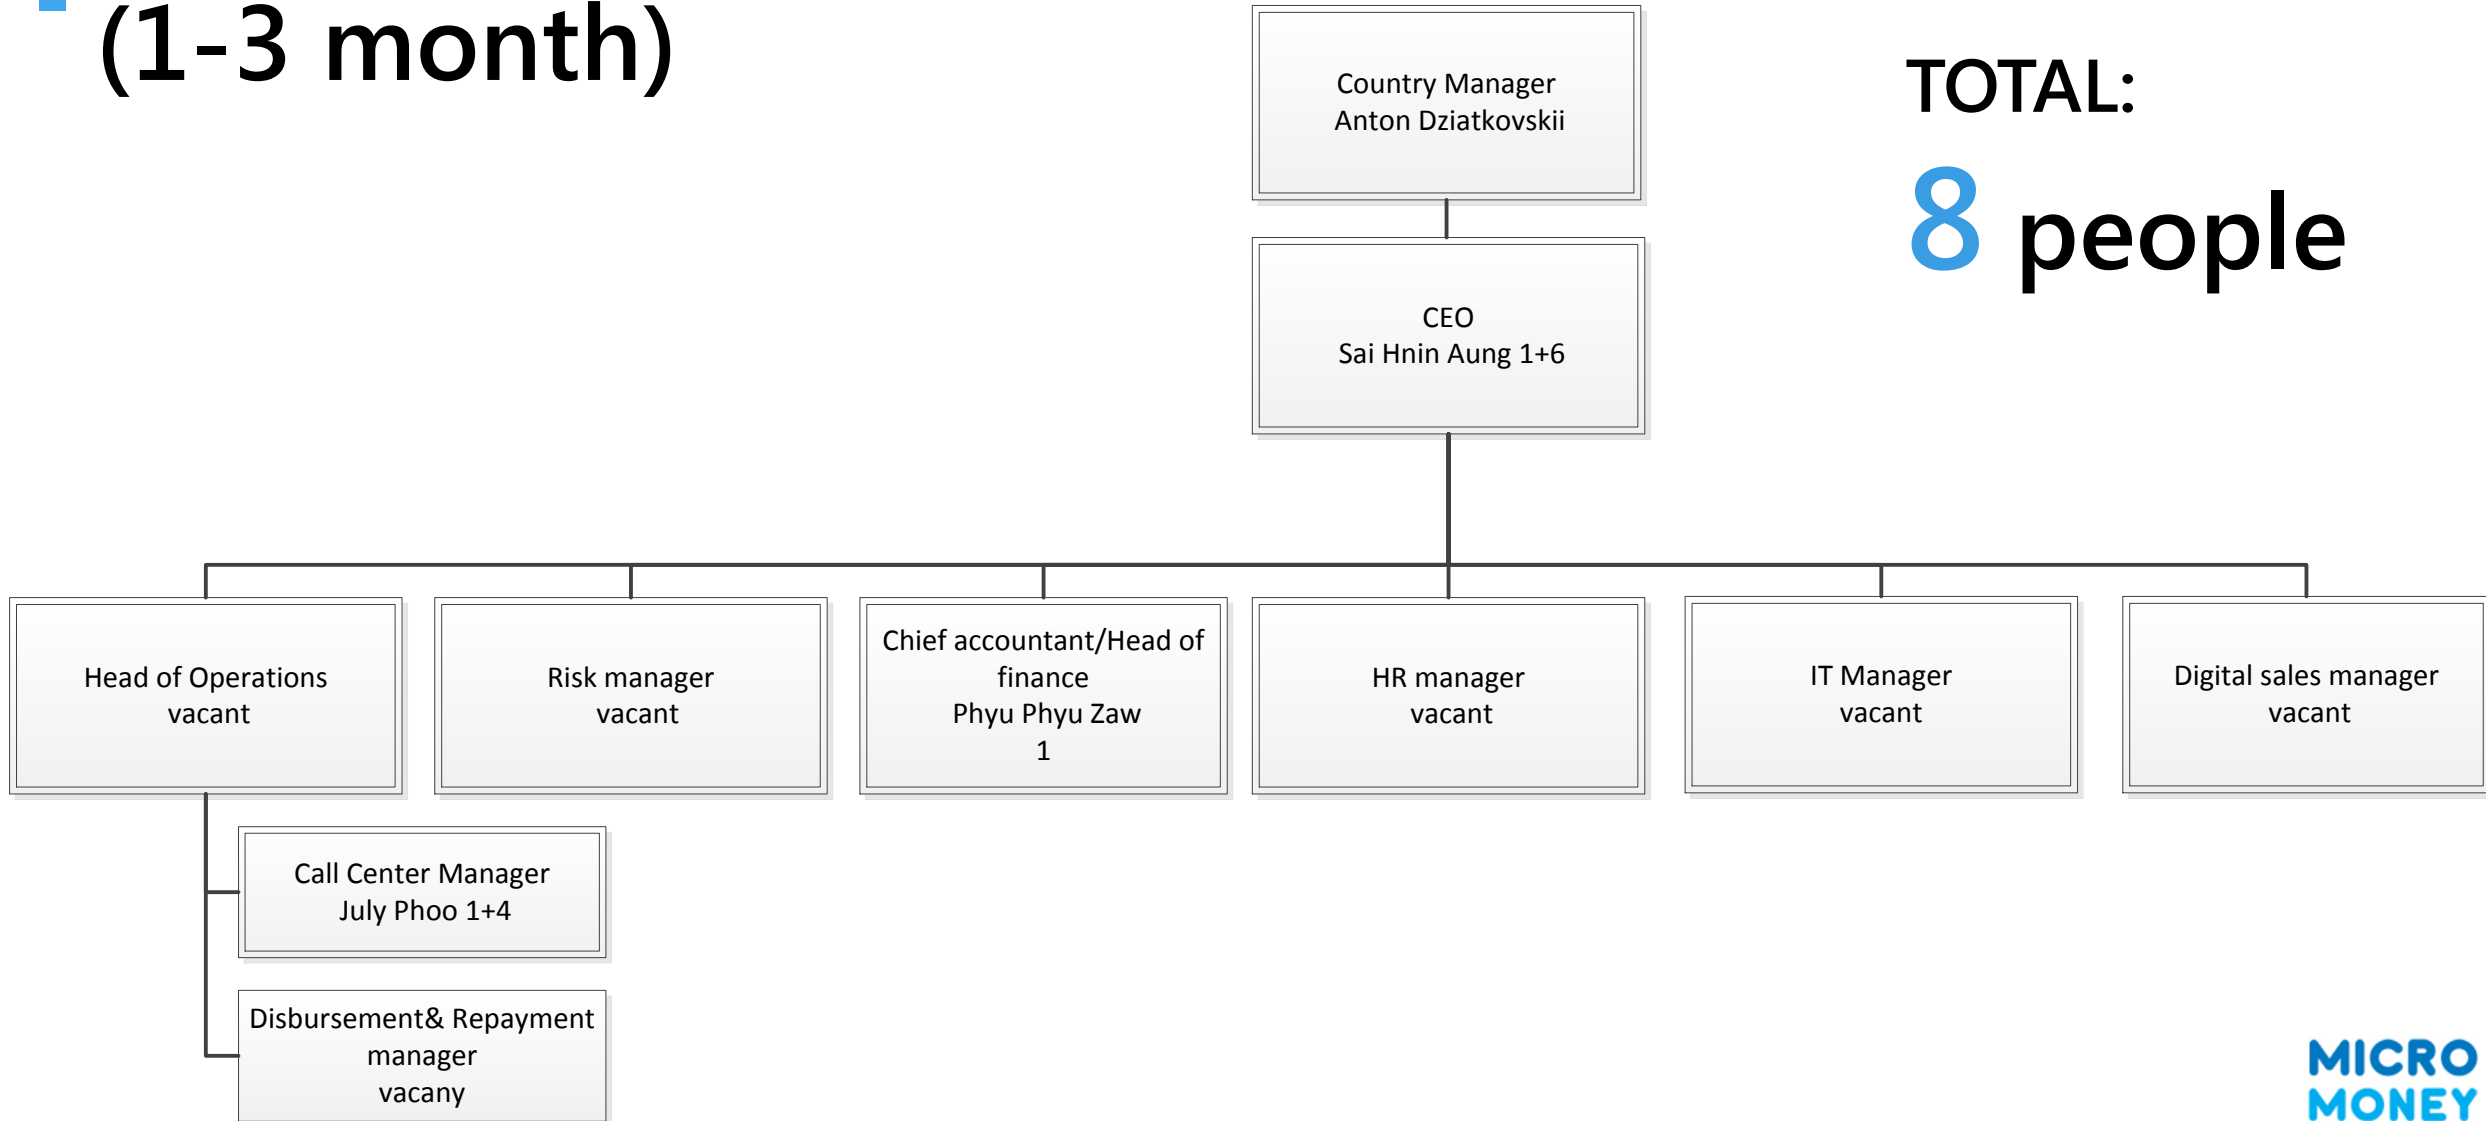 (1-3 month)
Country Manager
Anton Dziatkovskii
TOTAL:
8 people
CEO
Sai Hnin Aung 1+6
Head of Operations
vacant
Risk manager
vacant
Chief accountant/Head of
finance
Phyu Phyu Zaw
1
HR manager
vacant
IT Manager
vacant
Digital sales manager
vacant
Call Center Manager
July Phoo 1+4
Disbursement& Repayment
manager
vacany
MICRO
MONEY